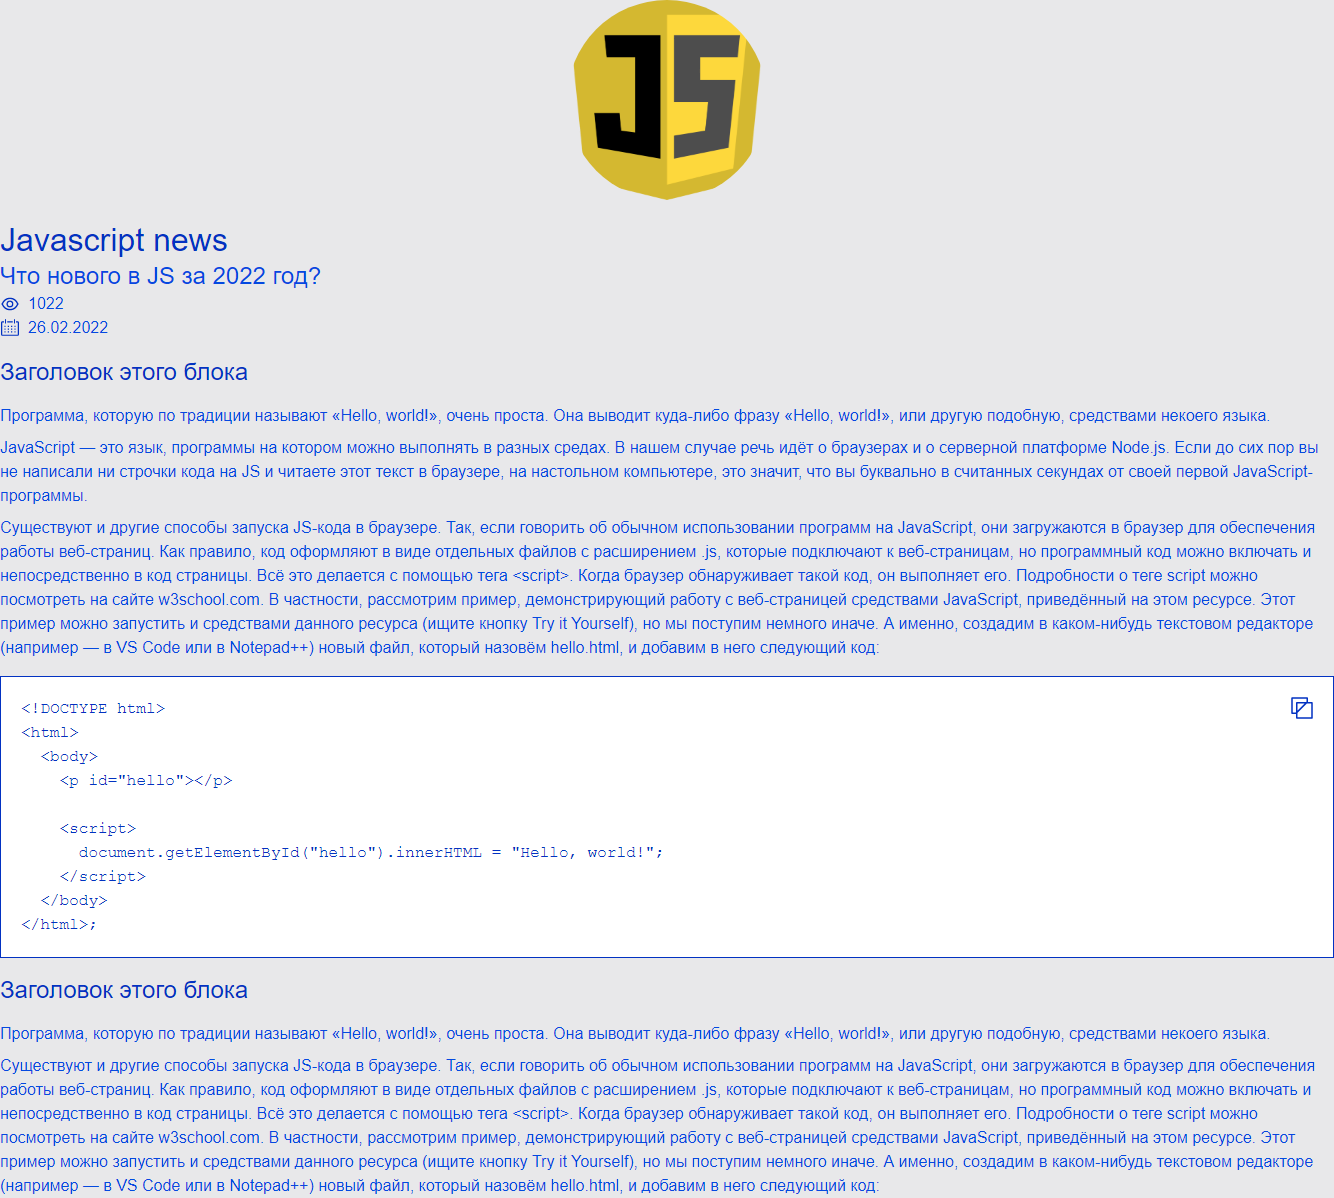 JS
Javascript news
Что нового в JS за 2022 год?
1022
26.02.2022
Заголовок этого блока
Программа, которую по традиции называют «Hello, world!», очень проста. Она выводит куда-либо фразу «Hello, world!», или другую подобную, средствами некоего языка.
JavaScript — это язык, программы на котором можно выполнять в разных средах. В нашем случае речь идёт о браузерах и о серверной платформе Node.js. Если до сих пор вы
не написали ни строчки кода на JS и читаете этот текст в браузере, на настольном компьютере, это значит, что вы буквально в считанных секундах от своей первой JavaScript-
программы.
Существуют и другие способы запуска JS-кода в браузере. Так, если говорить об обычном использовании программ на JavaScript, они загружаются в браузер для обеспечения
работы веб-страниц. Как правило, код оформляют в виде отдельных файлов с расширением .js, которые подключают к веб-страницам, но программный код можно включать и
непосредственно в код страницы. Всё это делается с помощью тега <script>. Когда браузер обнаруживает такой код, он выполняет его. Подробности о теге script можно
посмотреть на сайте w3school.com. В частности, рассмотрим пример, демонстрирующий работу с веб-страницей средствами JavaScript, приведённый на этом ресурсе. Этот
пример можно запустить и средствами данного ресурса (ищите кнопку Try it Yourself), но мы поступим немного иначе. А именно, создадим в каком-нибудь текстовом редакторе
(например — в VS Code или в Notepad++) новый файл, который назовём hello.html, и добавим в него следующий код:
<!DOCTYPE html>
<html>
  <body>
    <p id="hello"></p>

    <script>
      document.getElementById("hello").innerHTML = "Hello, world!";
    </script>
  </body>
</html>;
Заголовок этого блока
Программа, которую по традиции называют «Hello, world!», очень проста. Она выводит куда-либо фразу «Hello, world!», или другую подобную, средствами некоего языка.
Существуют и другие способы запуска JS-кода в браузере. Так, если говорить об обычном использовании программ на JavaScript, они загружаются в браузер для обеспечения
работы веб-страниц. Как правило, код оформляют в виде отдельных файлов с расширением .js, которые подключают к веб-страницам, но программный код можно включать и
непосредственно в код страницы. Всё это делается с помощью тега <script>. Когда браузер обнаруживает такой код, он выполняет его. Подробности о теге script можно
посмотреть на сайте w3school.com. В частности, рассмотрим пример, демонстрирующий работу с веб-страницей средствами JavaScript, приведённый на этом ресурсе. Этот
пример можно запустить и средствами данного ресурса (ищите кнопку Try it Yourself), но мы поступим немного иначе. А именно, создадим в каком-нибудь текстовом редакторе
(например — в VS Code или в Notepad++) новый файл, который назовём hello.html, и добавим в него следующий код: